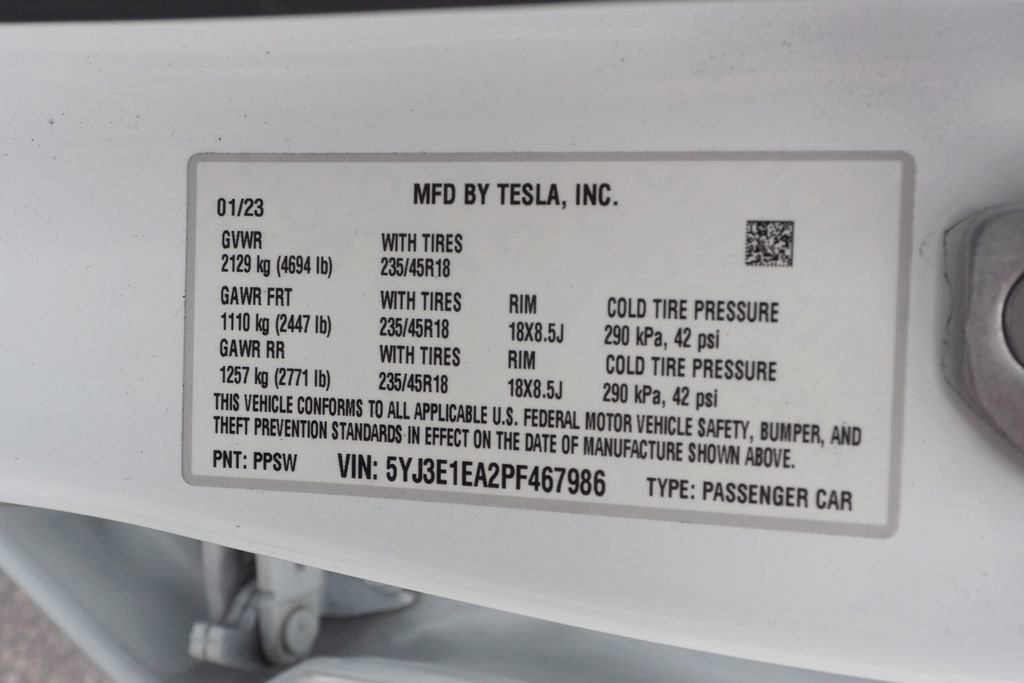 MFD BY TESLA, INC.
01/23
GVWR WITH TIRES
2129 kg (4694 lb) 235/45R18
GAWR FRT WITH TIRES RIM COLD TIRE PRESSURE
1110 kg (2447 lb) 235/45R18 18X8.5J 290 kPa, 42 psi
GAWR RR WITH TIRES RIM COLD TIRE PRESSURE
1257 kg (2771 lb) 235/45R18 18X8.5J 290 kPa, 42 psi
THIS VEHICLE CONFORMS TO ALL APPLICABLE U.S. FEDERAL MOTOR VEHICLE SAFETY, BUMPER, AND
THEFT PREVENTION STANDARDS IN EFFECT ON THE DATE OF MANUFACTURE SHOWN ABOVE.
PNT: PPSW VIN: 5YJ3E1EA2PF467986 TYPE: PASSENGER CAR